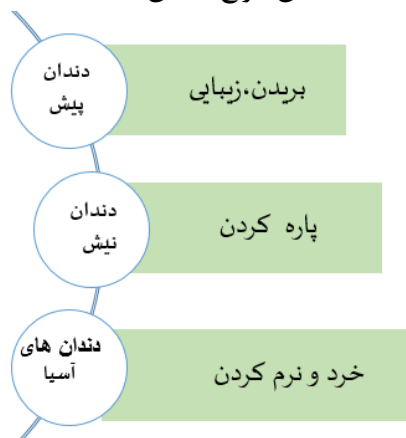 دندان
پیش
بریدن،زیبایی
دندان
نیش
پاره کردن
دندان های
آسیا
خرد و نرم کردن